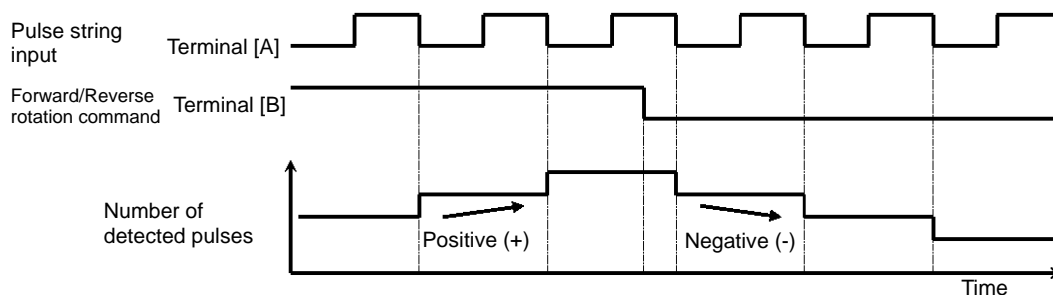 Pulse string
input
Terminal [A]
Forward/Reverse
rotation command
Terminal [B]
Number of
detected pulses
Positive (+)
Negative (-)
Time